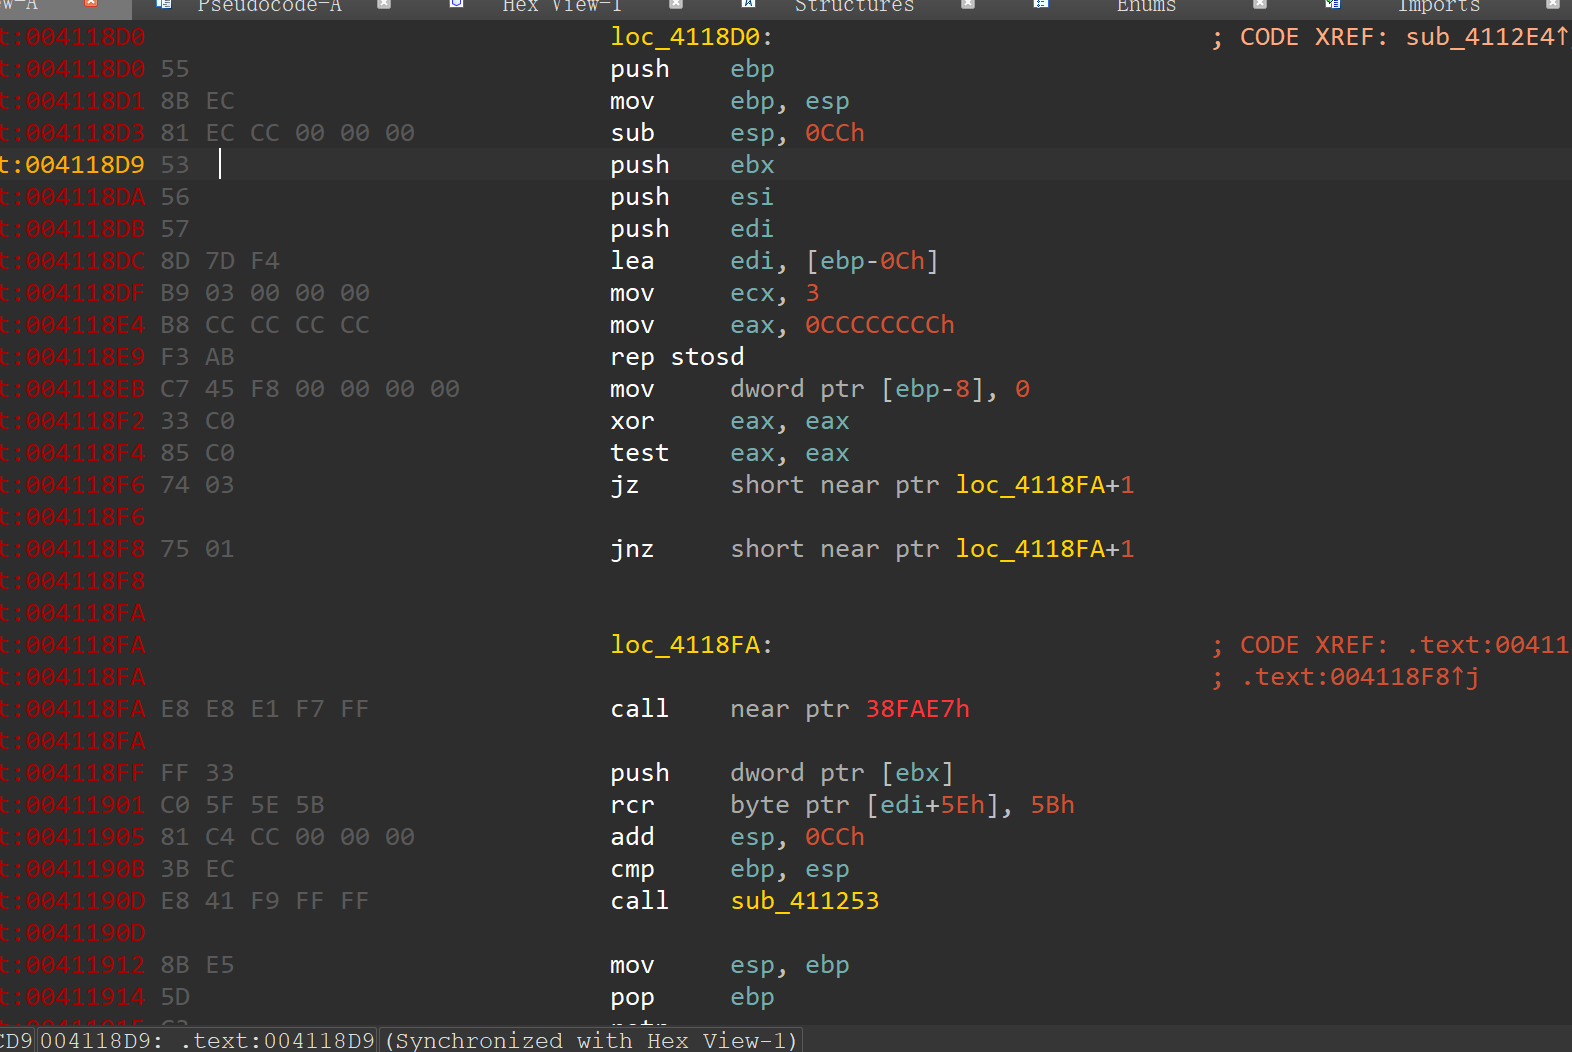 w-A Pseudocode-A Hex View-1 Structures Enums Imports
t:004118D0 loc_4118D0: ; CODE XREF: sub_4112E4↑
t:004118D0 55 push ebp
t:004118D1 8B EC mov ebp, esp
t:004118D3 81 EC CC 00 00 00 sub esp, 0CCh
t:004118D9 53 push ebx
t:004118DA 56 push esi
t:004118DB 57 push edi
t:004118DC 8D 7D F4 lea edi, [ebp-0Ch]
t:004118DF B9 03 00 00 00 mov ecx, 3
t:004118E4 B8 CC CC CC CC mov eax, 0CCCCCCCCh
t:004118E9 F3 AB rep stosd
t:004118EB C7 45 F8 00 00 00 00 mov dword ptr [ebp-8], 0
t:004118F2 33 C0 xor eax, eax
t:004118F4 85 C0 test eax, eax
t:004118F6 74 03 jz short near ptr loc_4118FA+1
t:004118F6
t:004118F8 75 01 jnz short near ptr loc_4118FA+1
t:004118F8
t:004118FA
t:004118FA loc_4118FA: ; CODE XREF: .text:00411
t:004118FA ; .text:004118F8↑j
t:004118FA E8 E8 E1 F7 FF call near ptr 38FAE7h
t:004118FA
t:004118FF FF 33 push dword ptr [ebx]
t:00411901 C0 5F 5E 5B rcr byte ptr [edi+5Eh], 5Bh
t:00411905 81 C4 CC 00 00 00 add esp, 0CCh
t:0041190B 3B EC cmp ebp, esp
t:0041190D E8 41 F9 FF FF call sub_411253
t:0041190D
t:00411912 8B E5 mov esp, ebp
t:00411914 5D pop ebp
CD9 004118D9: .text:004118D9 (Synchronized with Hex View-1)